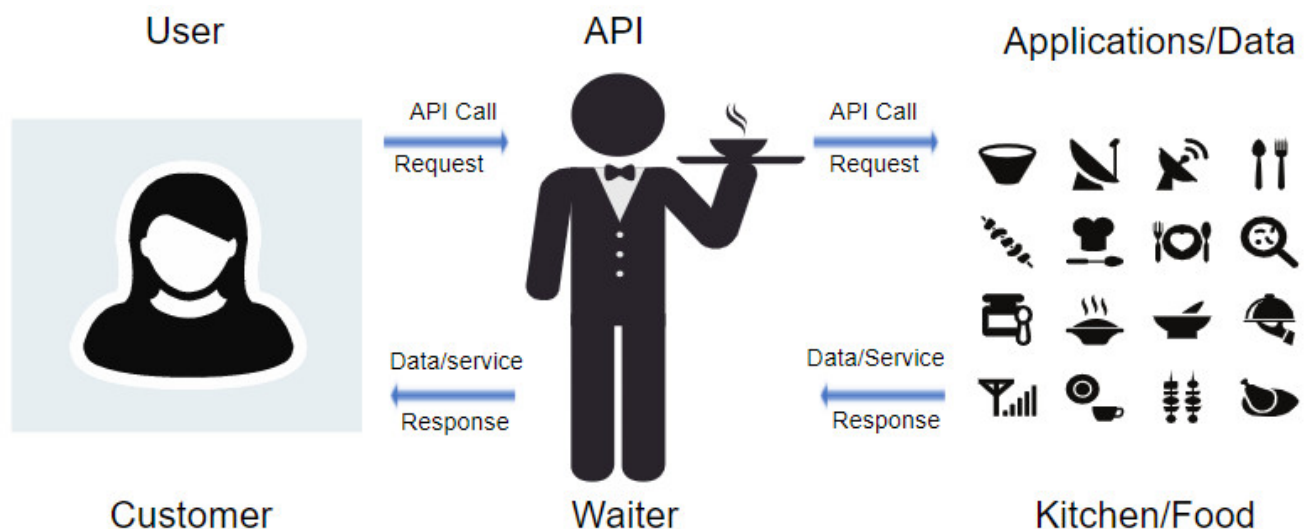 User
API
Applications/Data
API Call
Request
API Call
Request
Data/service
Response
Data/Service
Response
Customer
Waiter
Kitchen/Food